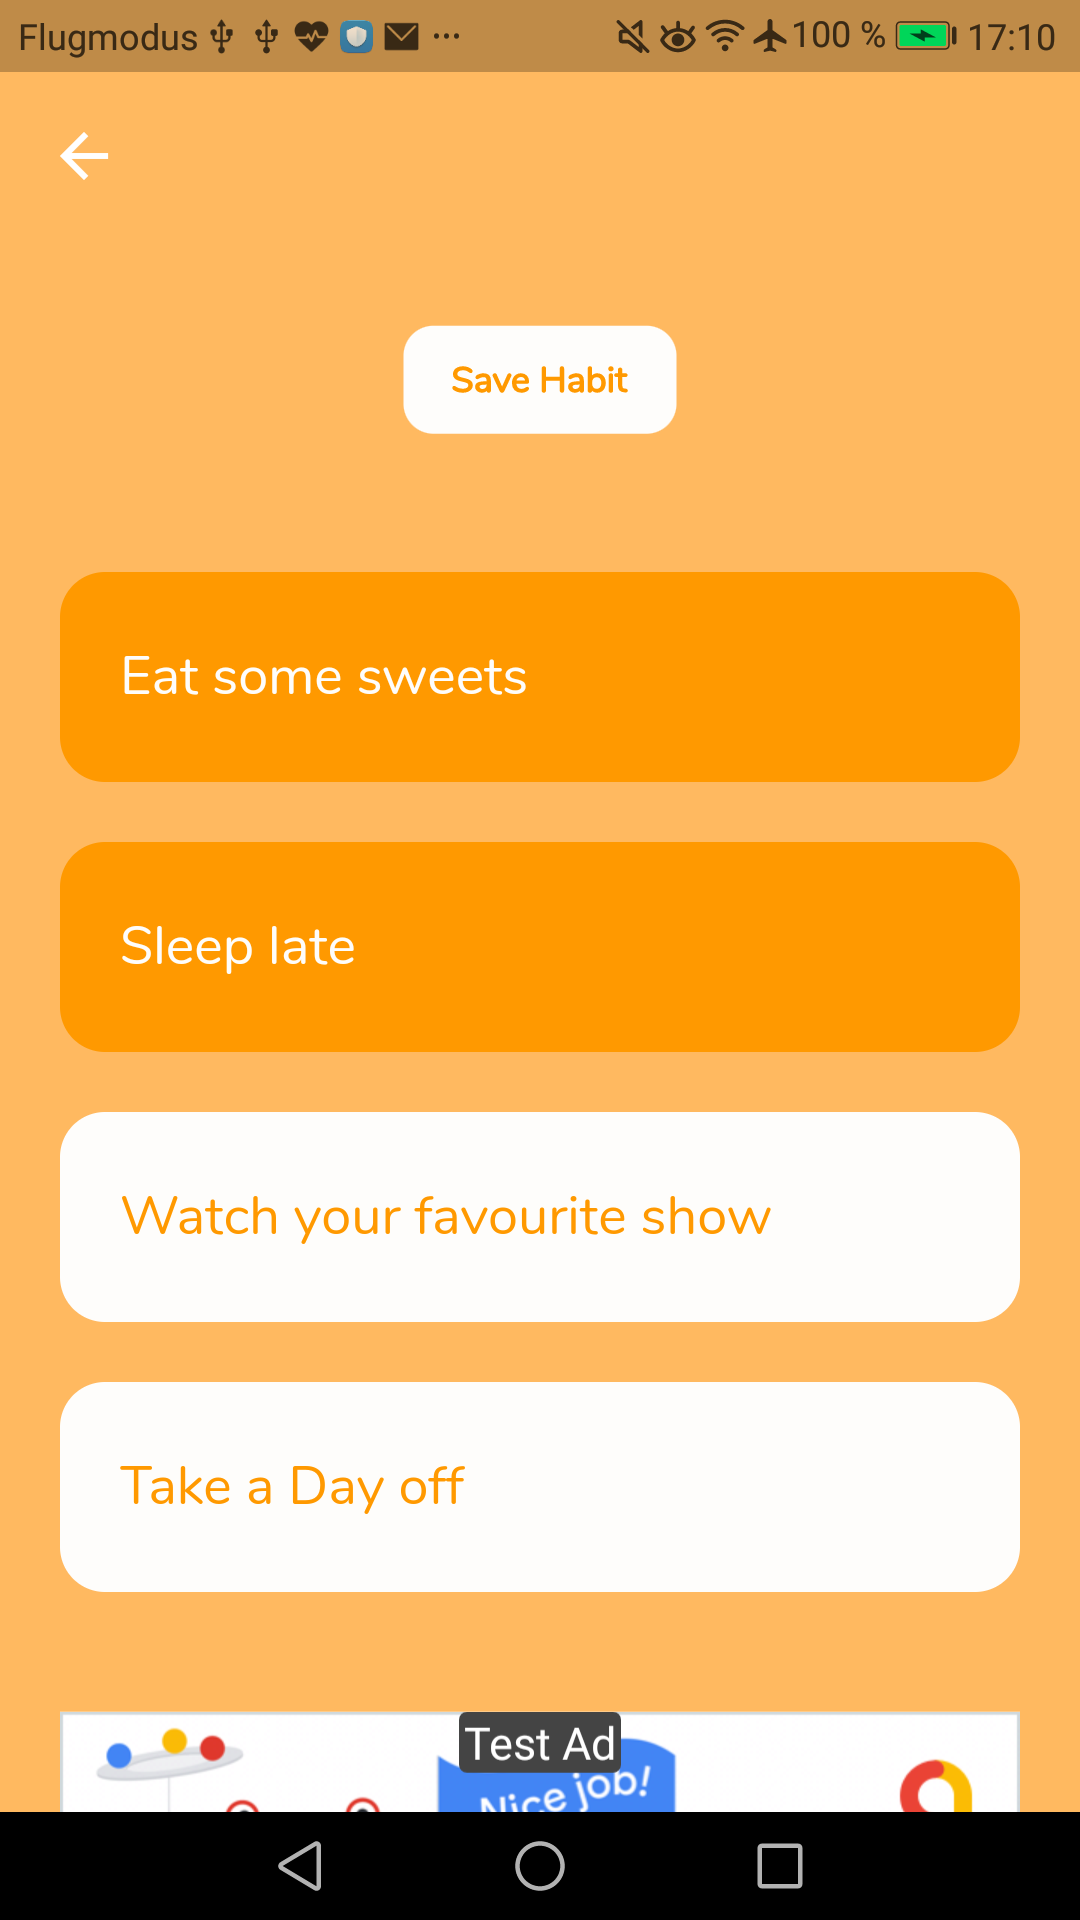 Flugmodus ... 100 % 17:10
Save Habit
Eat some sweets
Sleep late
Watch your favourite show
Take a Day off
Test Ad
Nice job!